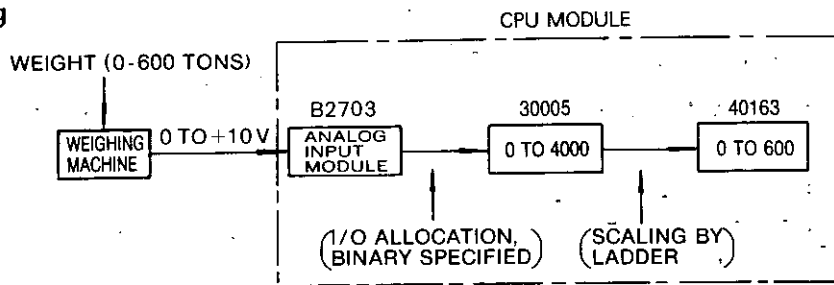 g
CPU MODULE
WEIGHT (0-600 TONS)
B2703
30005
40163
WEIGHING
MACHINE
0 TO +10 V
ANALOG
INPUT
MODULE
0 TO 4000
0 TO 600
(I/O ALLOCATION,
BINARY SPECIFIED)
(SCALING BY
LADDER)